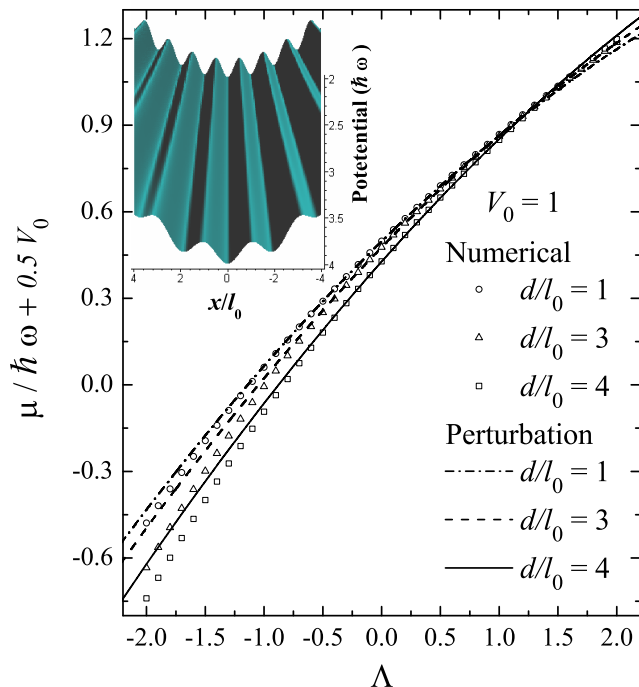 μ / ħ ω + 0.5 V₀
1.2
0.9
0.6
0.3
0.0
-0.3
-0.6
-2.0 -1.5 -1.0 -0.5 0.0 0.5 1.0 1.5 2.0
Λ
Potetential (ħ ω)
2
2.5
3
3.5
4
4 2 0 -2 -4
x/l₀
V₀ = 1
Numerical
d/l₀ = 1
d/l₀ = 3
d/l₀ = 4
Perturbation
d/l₀ = 1
d/l₀ = 3
d/l₀ = 4